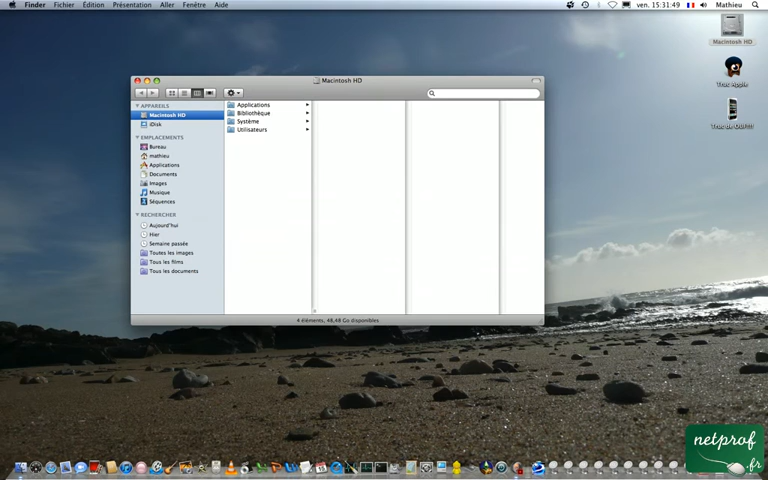 Finder Fichier Édition Présentation Aller Fenêtre Aide ven. 15:31:49 Mathieu
Macintosh HD
Truc Apple
Truc de OUF!!!
Macintosh HD
APPAREILS
Macintosh HD
iDisk
EMPLACEMENTS
Bureau
mathieu
Applications
Documents
Images
Musique
Séquences
RECHERCHER
Aujourd'hui
Hier
Semaine passée
Toutes les images
Tous les films
Tous les documents
Applications
Bibliothèque
Système
Utilisateurs
4 éléments, 48,48 Go disponibles
netprof
.fr